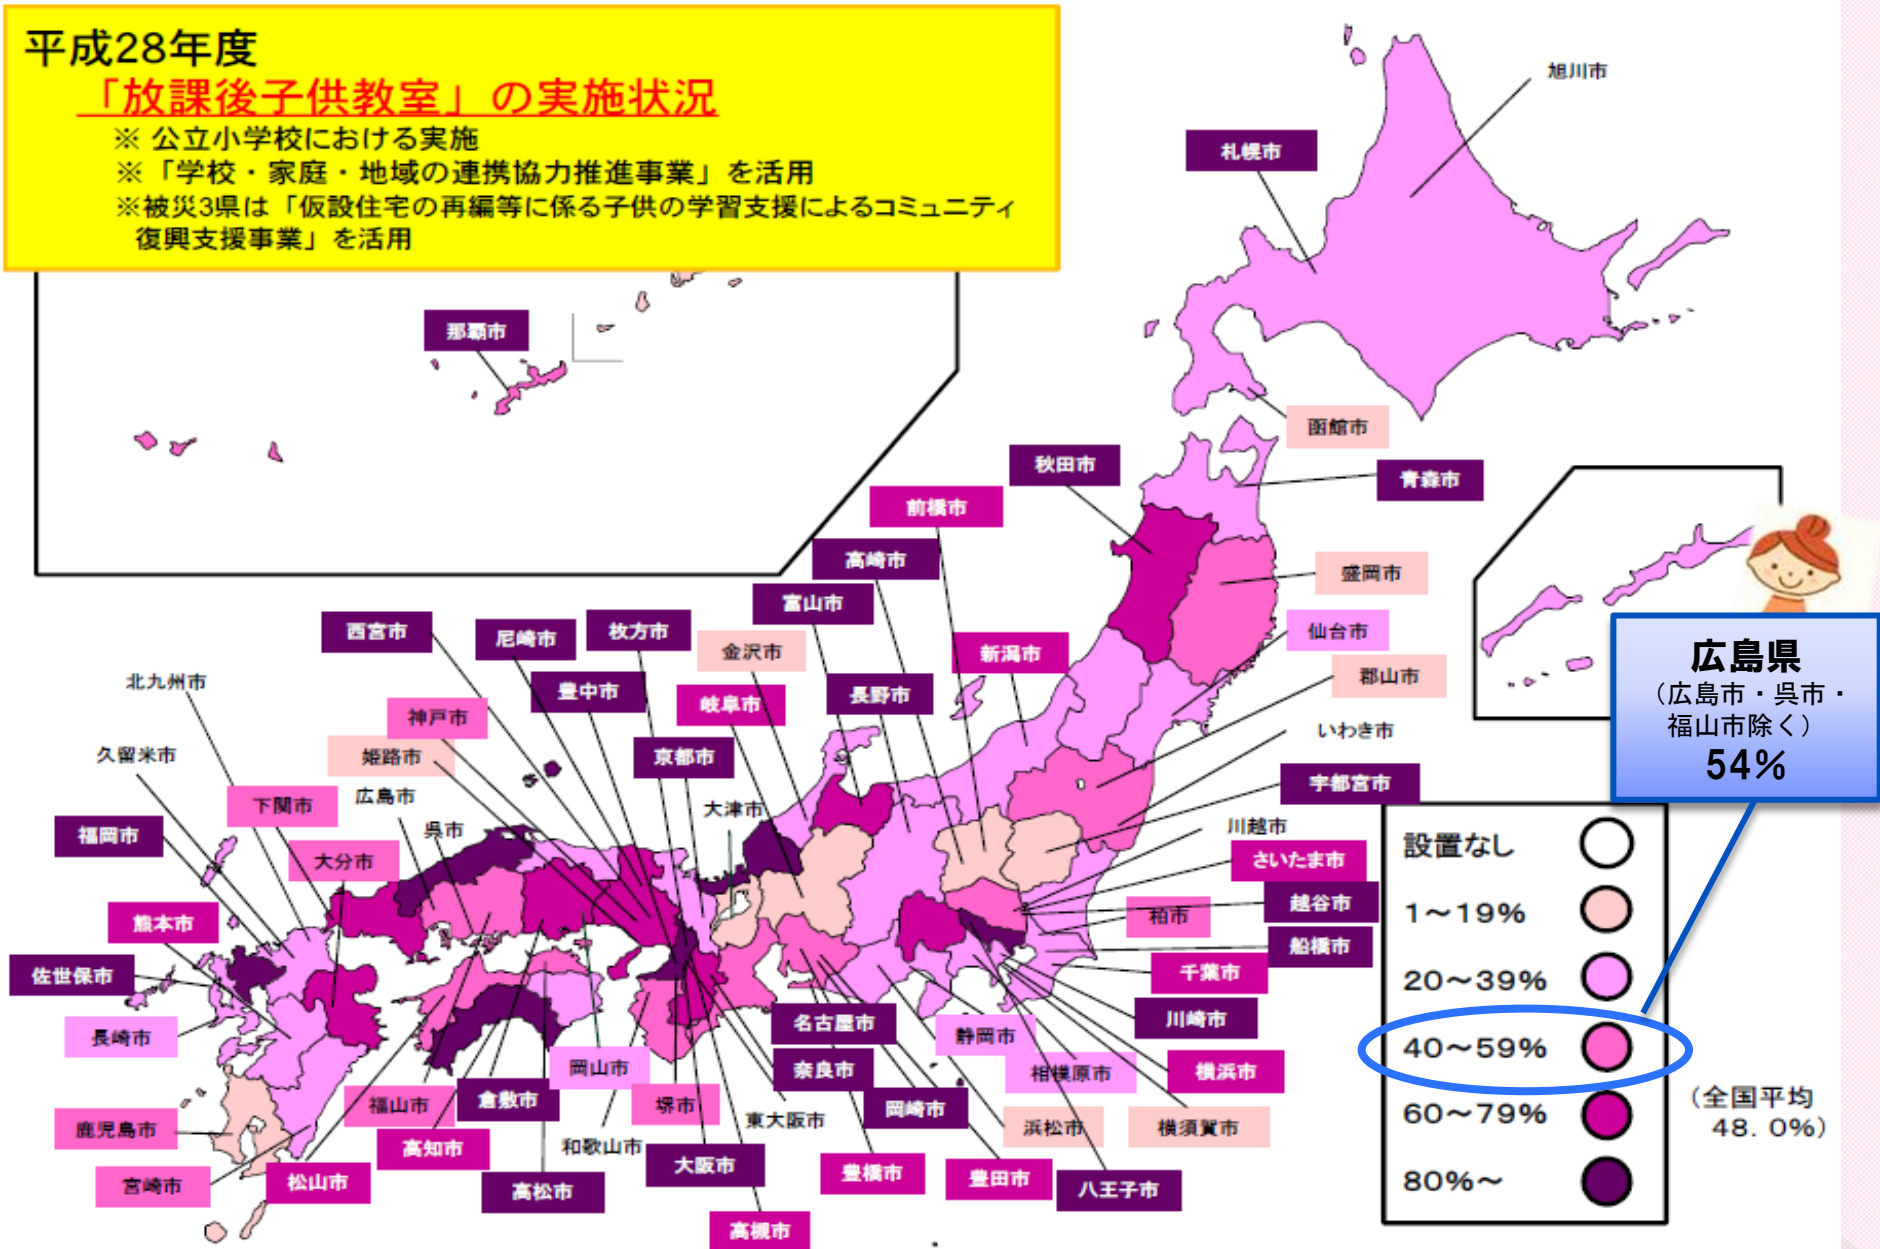 平成28年度
「放課後子供教室」の実施状況
※ 公立小学校における実施
※「学校・家庭・地域の連携協力推進事業」を活用
※被災3県は「仮設住宅の再編等に係る子供の学習支援によるコミュニティ
復興支援事業」を活用
旭川市
札幌市
那覇市
函館市
秋田市
青森市
前橋市
高崎市
盛岡市
富山市
西宮市
尼崎市
枚方市
金沢市
新潟市
仙台市
北九州市
豊中市
岐阜市
長野市
郡山市
神戸市
いわき市
久留米市
姫路市
京都市
宇都宮市
下関市
広島市
大津市
福岡市
呉市
川越市
大分市
さいたま市
熊本市
越谷市
柏市
船橋市
佐世保市
千葉市
長崎市
名古屋市
静岡市
川崎市
岡山市
奈良市
相模原市
横浜市
鹿児島市
福山市
倉敷市
堺市
東大阪市
岡崎市
浜松市
横須賀市
高知市
和歌山市
宮崎市
松山市
高松市
大阪市
豊橋市
豊田市
八王子市
高槻市
広島県
（広島市・呉市・
福山市除く）
54%
設置なし
1～19%
20～39%
40～59%
60～79%
80%～
（全国平均
48. 0%）